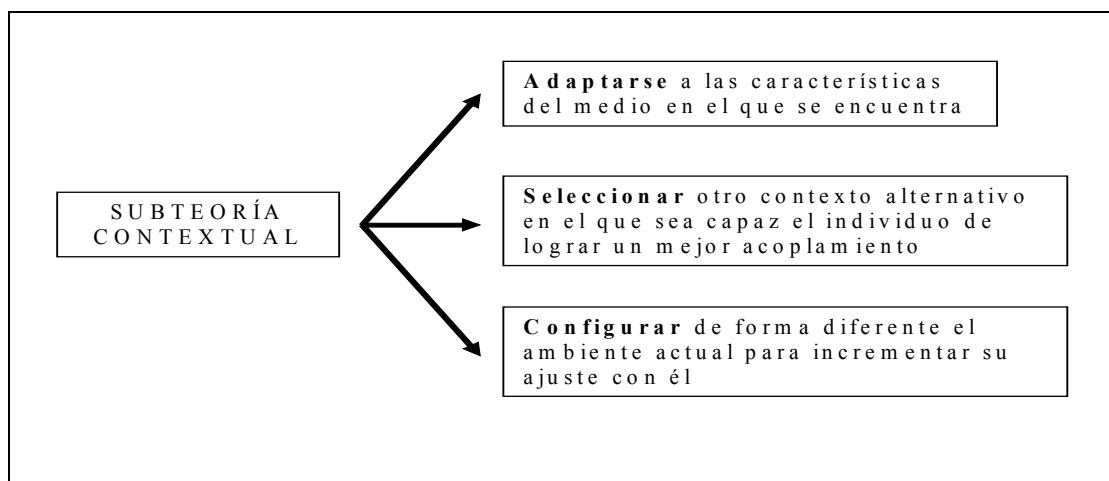 SUBTEORÍA
CONTEXTUAL
Adaptarse a las características
del medio en el que se encuentra
Seleccionar otro contexto alternativo
en el que sea capaz el individuo de
lograr un mejor acoplamiento
Configurar de forma diferente el
ambiente actual para incrementar su
ajuste con él